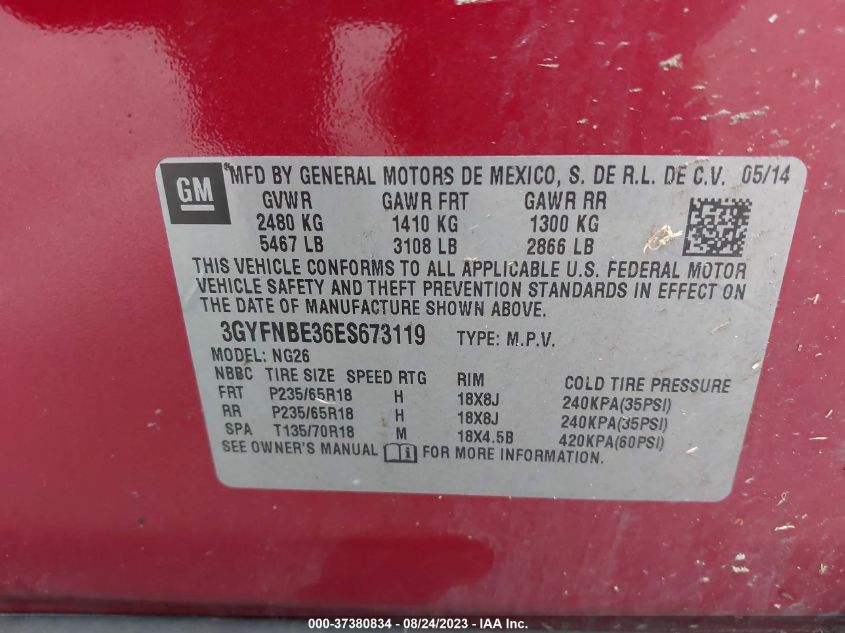 GM
MFD BY GENERAL MOTORS DE MEXICO, S. DE R.L. DE C.V. 05/14
GVWR GAWR FRT GAWR RR
2480 KG 1410 KG 1300 KG
5467 LB 3108 LB 2866 LB
THIS VEHICLE CONFORMS TO ALL APPLICABLE U.S. FEDERAL MOTOR
VEHICLE SAFETY AND THEFT PREVENTION STANDARDS IN EFFECT ON
THE DATE OF MANUFACTURE SHOWN ABOVE.
3GYFNBE36ES673119 TYPE: M.P.V.
MODEL: NG26
NBBC TIRE SIZE SPEED RTG RIM COLD TIRE PRESSURE
FRT P235/65R18 H 18X8J 240KPA(35PSI)
RR P235/65R18 H 18X8J 240KPA(35PSI)
SPA T135/70R18 M 18X4.5B 420KPA(60PSI)
SEE OWNER'S MANUAL FOR MORE INFORMATION.
000-37380834 - 08/24/2023 - IAA Inc.